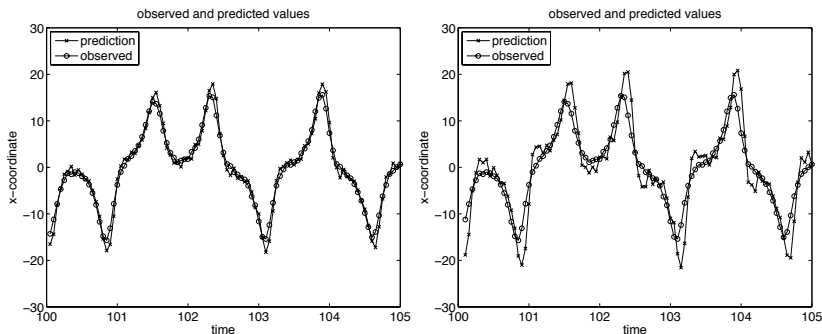 observed and predicted values
prediction
observed
x−coordinate
30
20
10
0
−10
−20
−30
100
101
102
103
104
105
time
observed and predicted values
prediction
observed
x−coordinate
30
20
10
0
−10
−20
−30
100
101
102
103
104
105
time